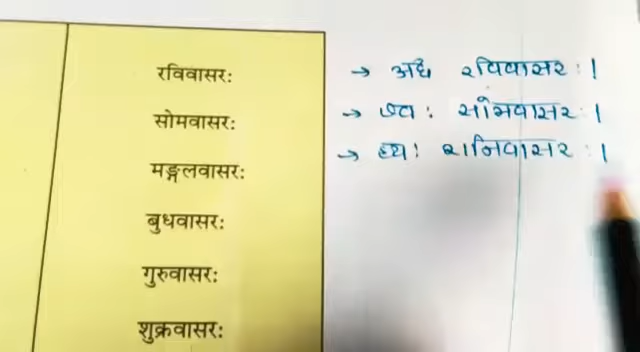 रविवासरः → अद्य रविवासरः।
सोमवासरः → श्वः सोमवासरः।
मङ्गलवासरः → ह्यः शनिवासरः।
बुधवासरः
गुरुवासरः
शुक्रवासरः